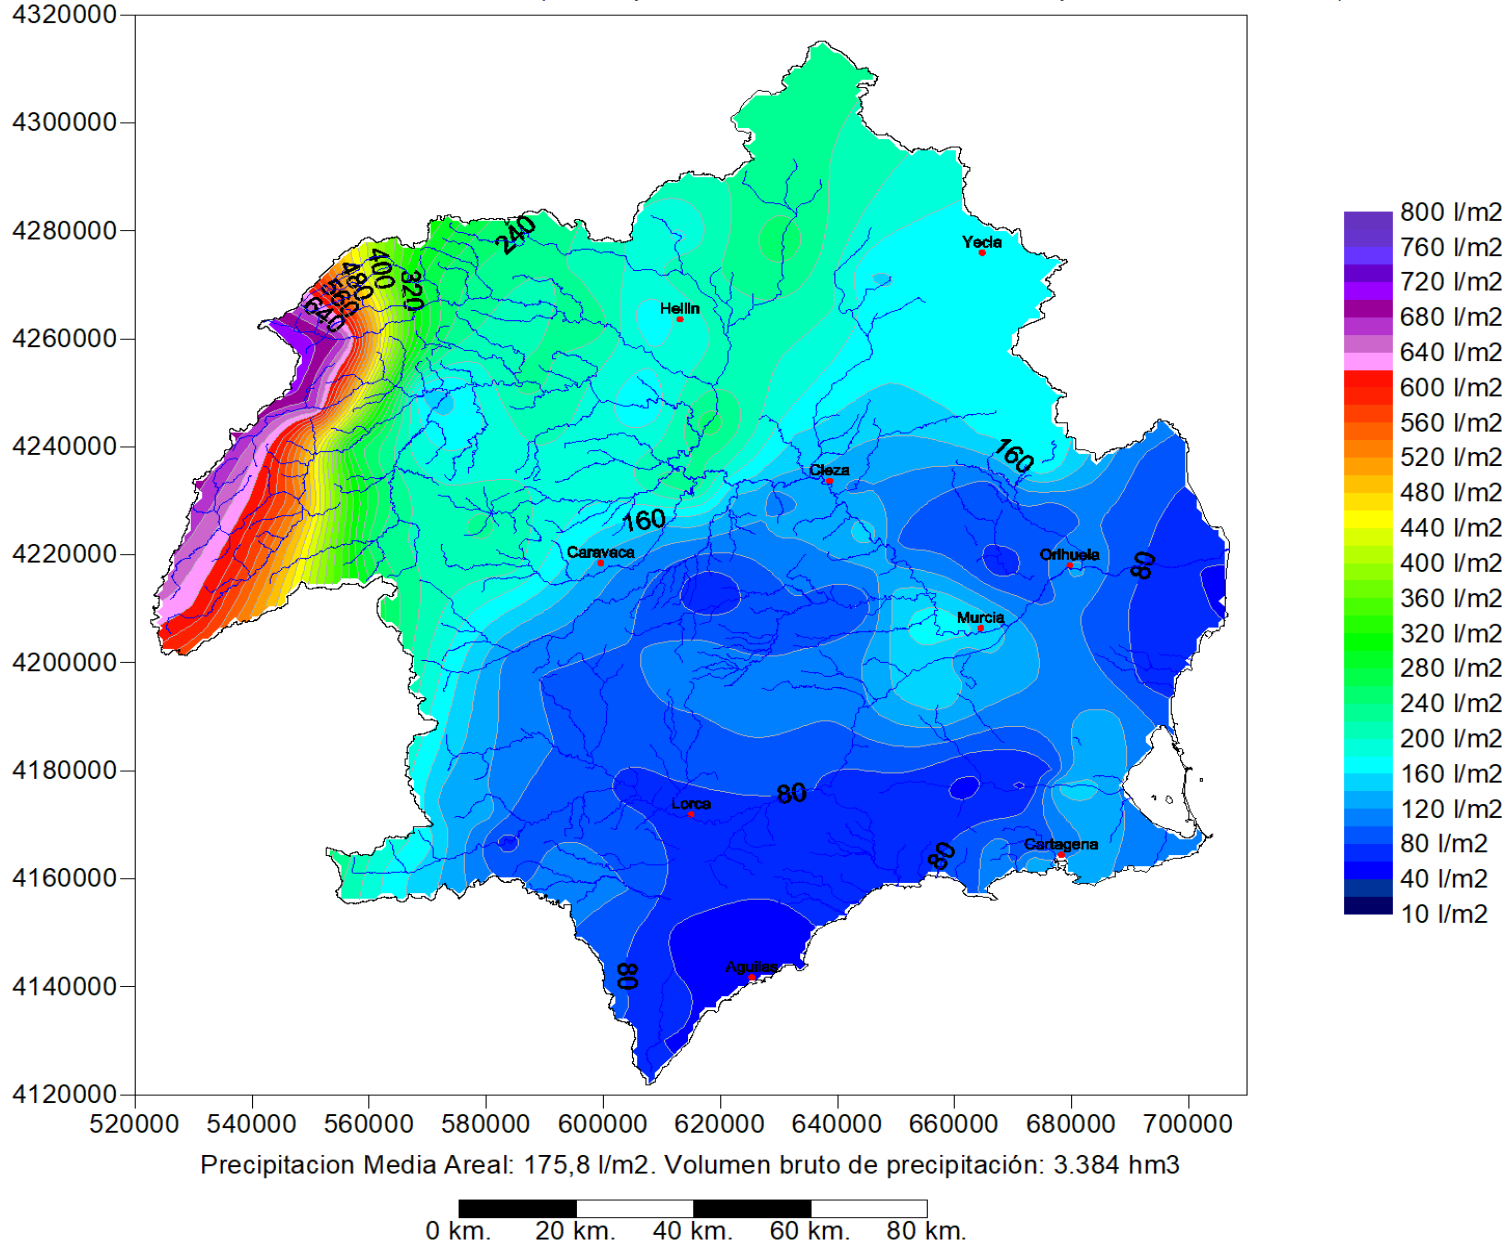 4320000
4300000
4280000
4260000
4240000
4220000
4200000
4180000
4160000
4140000
4120000
520000 540000 560000 580000 600000 620000 640000 660000 680000 700000
240
400
480
560
640
320
Yecla
Hellin
160
Cieza
160
Caravaca
Orihuela
80
Murcia
80
Lorca
80
Cartagena
80
Aguilas
800 l/m2
760 l/m2
720 l/m2
680 l/m2
640 l/m2
600 l/m2
560 l/m2
520 l/m2
480 l/m2
440 l/m2
400 l/m2
360 l/m2
320 l/m2
280 l/m2
240 l/m2
200 l/m2
160 l/m2
120 l/m2
80 l/m2
40 l/m2
10 l/m2
Precipitacion Media Areal: 175,8 l/m2. Volumen bruto de precipitación: 3.384 hm3
0 km. 20 km. 40 km. 60 km. 80 km.